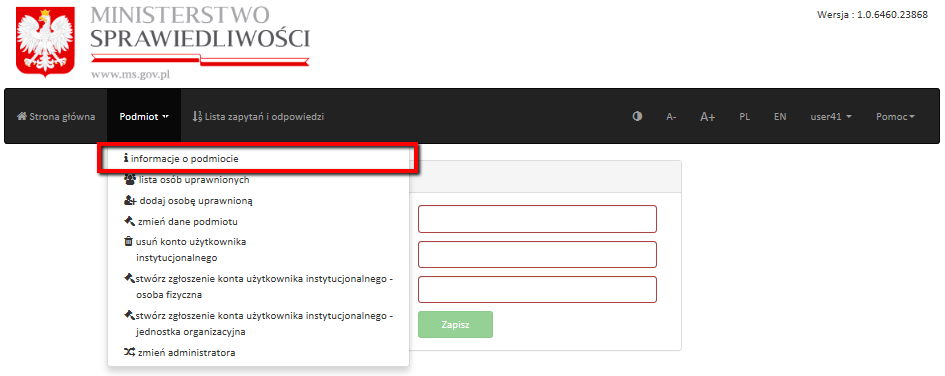 MINISTERSTWO
SPRAWIEDLIWOŚCI
www.ms.gov.pl
Wersja : 1.0.6460.23868
Strona główna Podmiot Lista zapytań i odpowiedzi A- A+ PL EN user41 Pomoc
informacje o podmiocie
lista osób uprawnionych
dodaj osobę uprawnioną
zmień dane podmiotu
usuń konto użytkownika
instytucjonalnego
stwórz zgłoszenie konta użytkownika instytucjonalnego -
osoba fizyczna
stwórz zgłoszenie konta użytkownika instytucjonalnego -
jednostka organizacyjna
zmień administratora
Zapisz